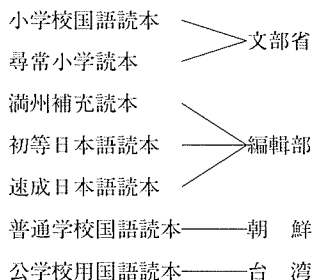 小学校国語読本
文部省
尋常小学読本
満州補充読本
初等日本語読本 編輯部
速成日本語読本
普通学校国語読本 朝 鮮
公学校用国語読本 台 湾